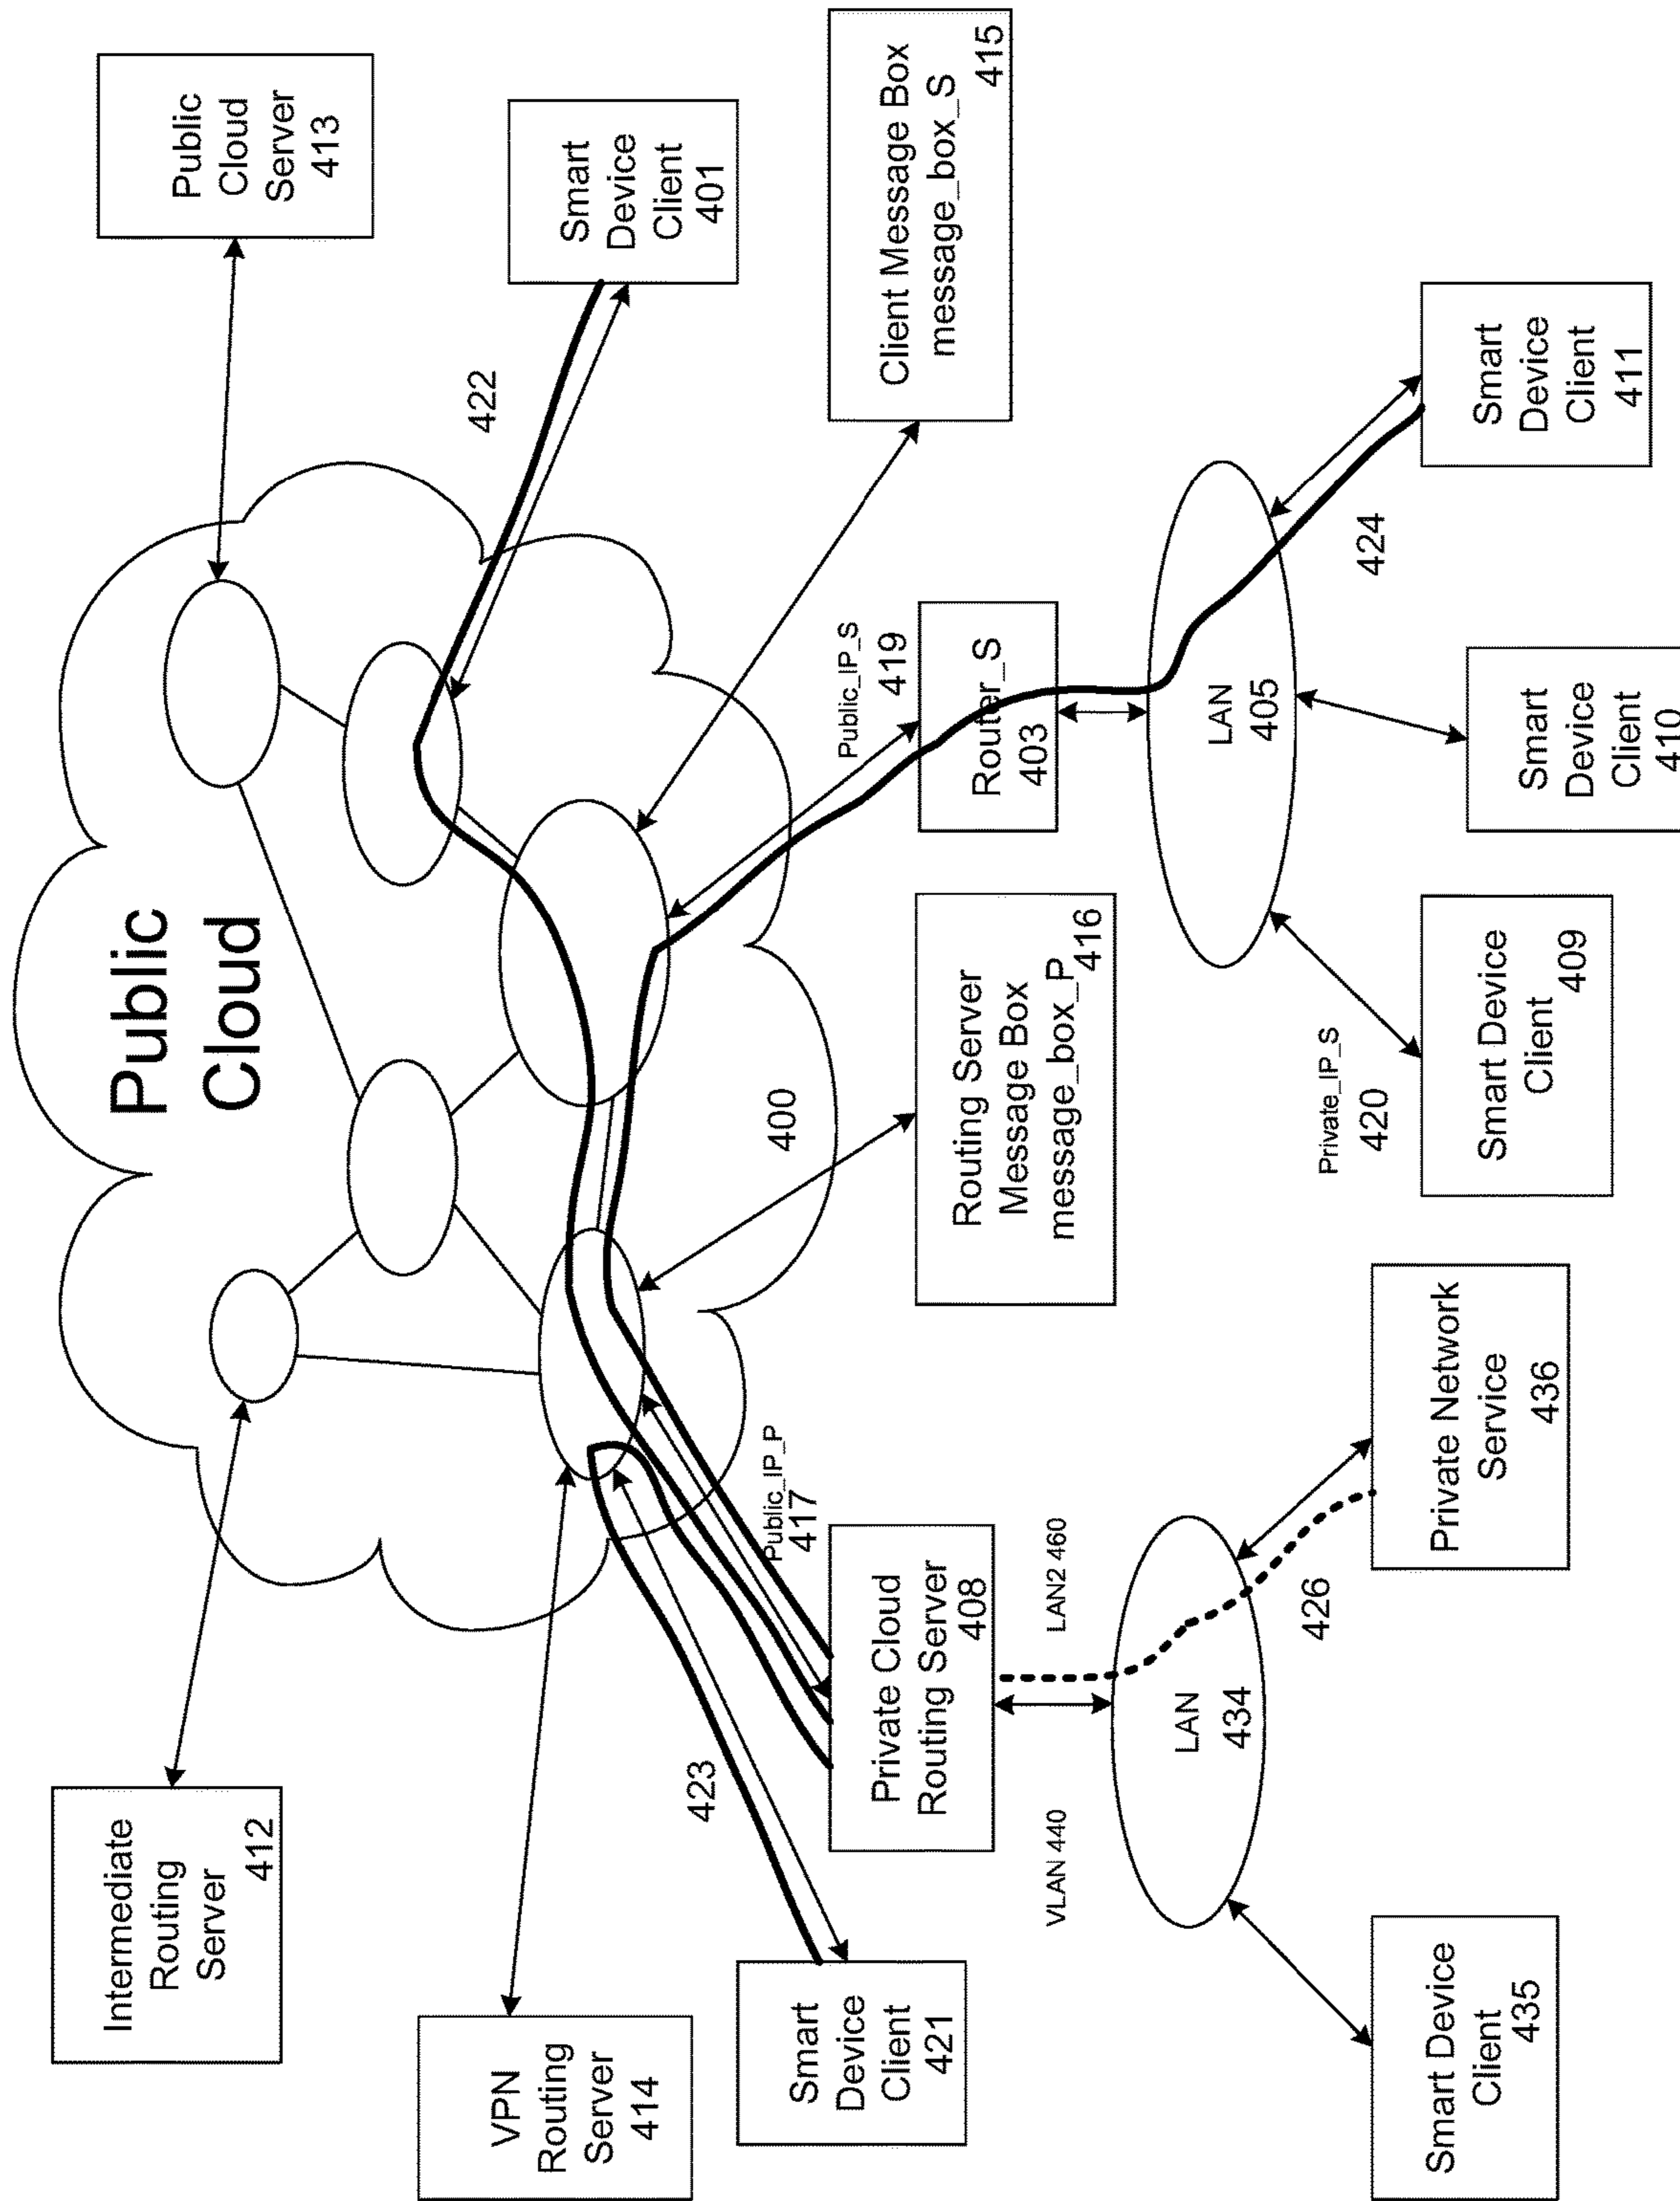 Public
Cloud
Intermediate
Routing
Server
412
VPN
Routing
Server
414
Smart
Device
Client
421
423
Public_IP_P
417
Private Cloud
Routing Server
408
VLAN 440
LAN2 460
LAN
434
426
Smart Device
Client
435
Private Network
Service
436
400
Routing Server
Message Box
message_box_P
416
Public Cloud
Server
413
422
Smart
Device
Client
401
Client Message Box
message_box_S
415
Public_IP_S
419
Router_S
403
LAN
405
424
Private_IP_S
420
Smart Device
Client
409
Smart
Device
Client
410
Smart
Device
Client
411